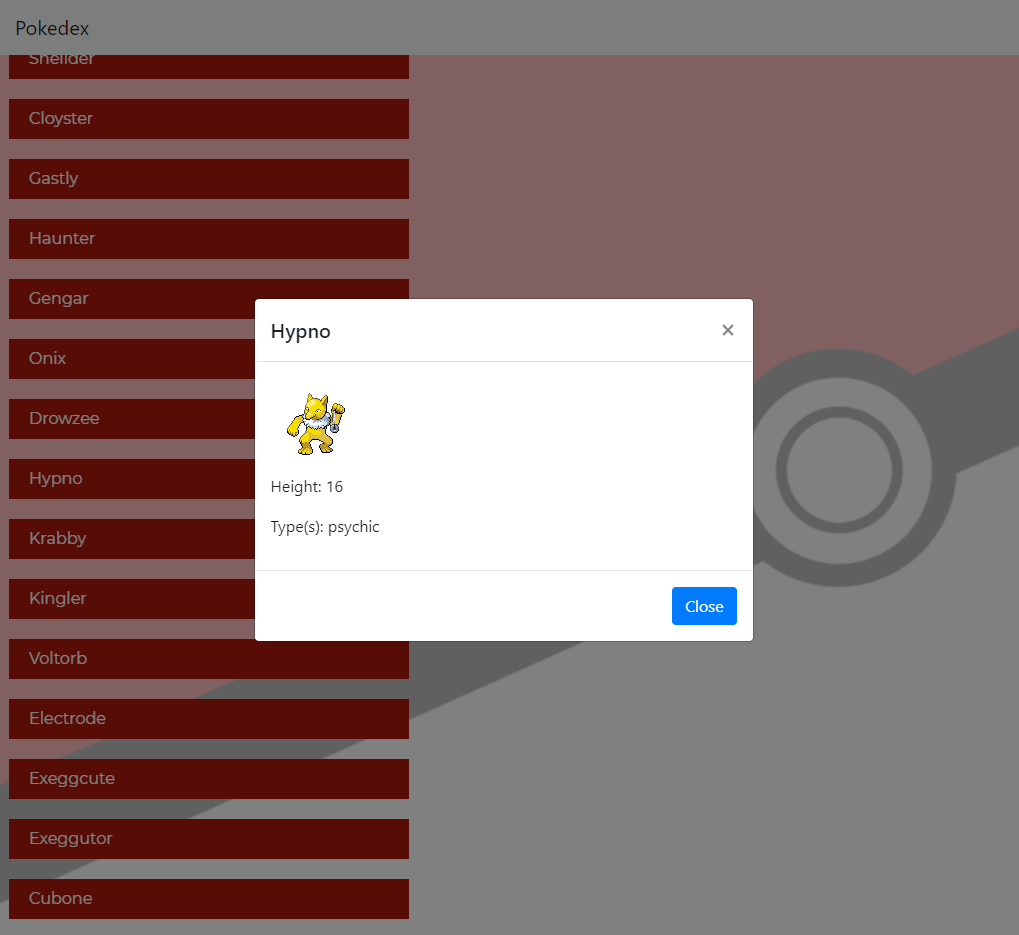 Pokedex
Shellder
Cloyster
Gastly
Haunter
Gengar
Onix
Drowzee
Hypno
Krabby
Kingler
Voltorb
Electrode
Exeggcute
Exeggutor
Cubone
Hypno
×
Height: 16
Type(s): psychic
Close